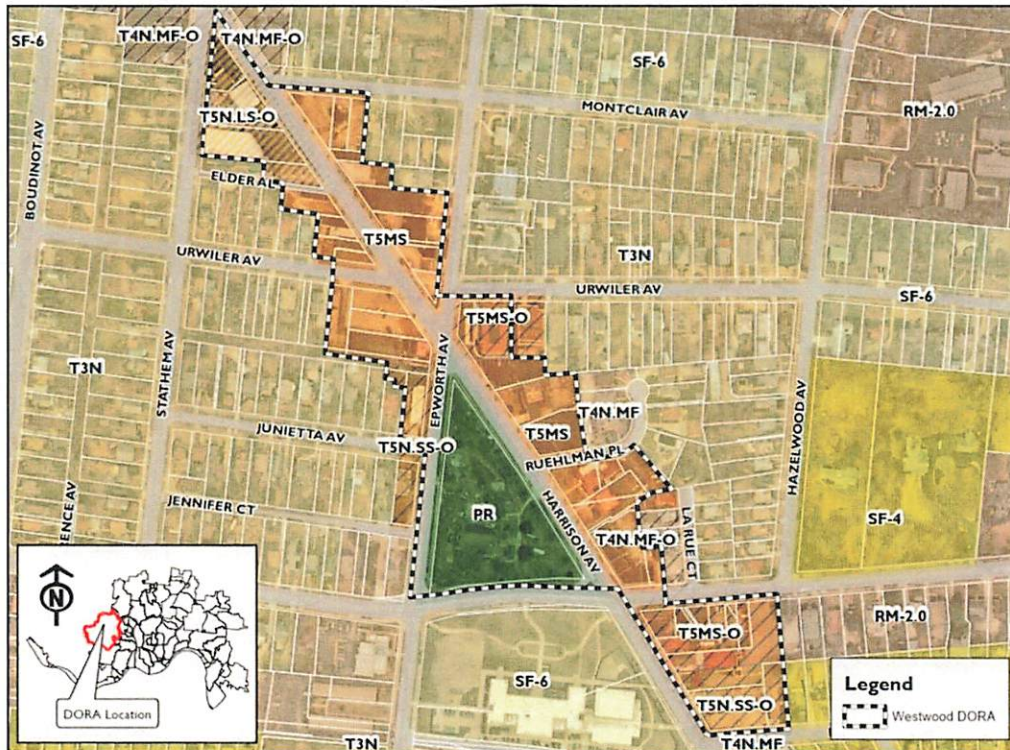 SF-6
T4N.MF-O
T4N.MF-O
SF-6
RM-2.0
MONTCLAIR AV
T5N.LS-O
BOUDINOT AV
ELDER AL
T5MS
T3N
URWILER AV
URWILER AV
SF-6
T5MS-O
T3N
STATHEM AV
EPWORTH AV
T4N.MF
HAZELWOOD AV
JUNIETTA AV
T5N.SS-O
T5MS
RUEHLMAN PL
PR
HARRISON AV
SF-4
JENNIFER CT
RENCE AV
T4N.MF-O
LA RUE CT
N
T5MS-O
RM-2.0
SF-6
T5N.SS-O
DORA Location
T3N
T4N.MF
Legend
Westwood DORA